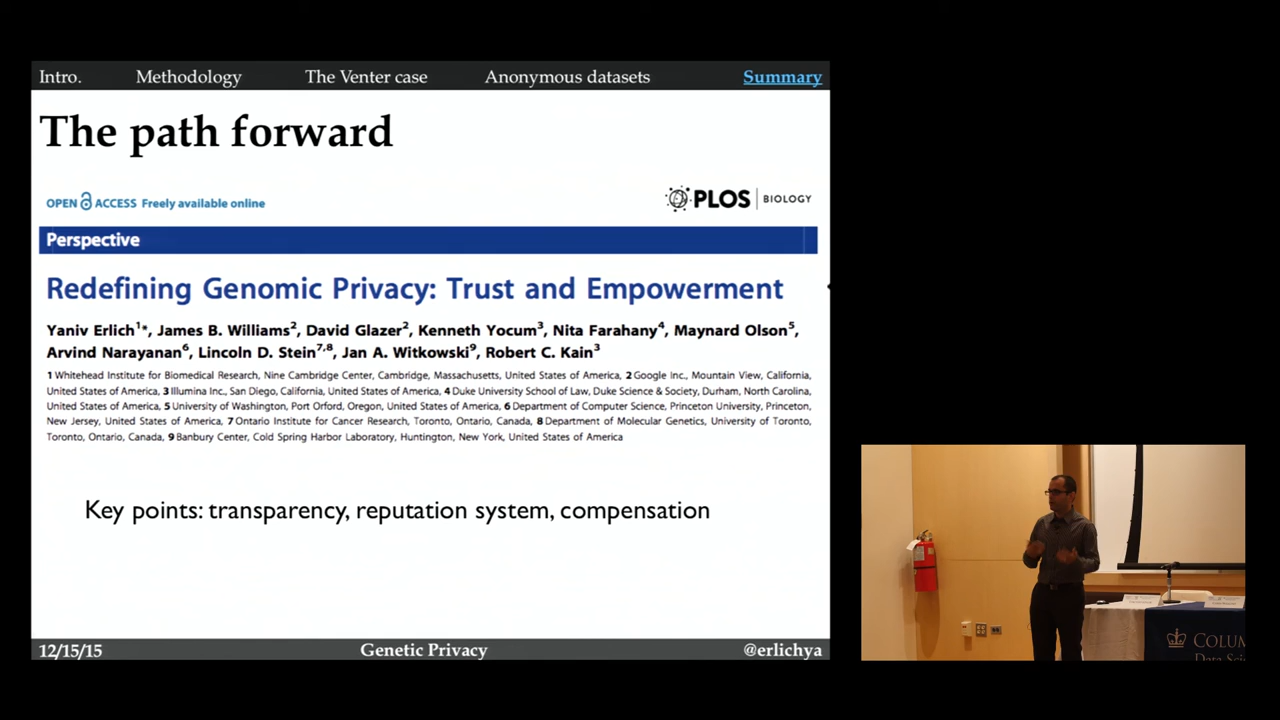 Intro. Methodology The Venter case Anonymous datasets Summary
The path forward
OPEN ACCESS Freely available online
PLOS | BIOLOGY
Perspective
Redefining Genomic Privacy: Trust and Empowerment
Yaniv Erlich1*, James B. Williams2, David Glazer2, Kenneth Yocum3, Nita Farahany4, Maynard Olson5,
Arvind Narayanan6, Lincoln D. Stein7,8, Jan A. Witkowski9, Robert C. Kain3
1 Whitehead Institute for Biomedical Research, Nine Cambridge Center, Cambridge, Massachusetts, United States of America, 2 Google Inc., Mountain View, California,
United States of America, 3 Illumina Inc., San Diego, California, United States of America, 4 Duke University School of Law, Duke Science & Society, Durham, North Carolina,
United States of America, 5 University of Washington, Port Orford, Oregon, United States of America, 6 Department of Computer Science, Princeton University, Princeton,
New Jersey, United States of America, 7 Ontario Institute for Cancer Research, Toronto, Ontario, Canada, 8 Department of Molecular Genetics, University of Toronto,
Toronto, Ontario, Canada, 9 Banbury Center, Cold Spring Harbor Laboratory, Huntington, New York, United States of America
Key points: transparency, reputation system, compensation
12/15/15 Genetic Privacy @erlichya
COLUM
Data Sci